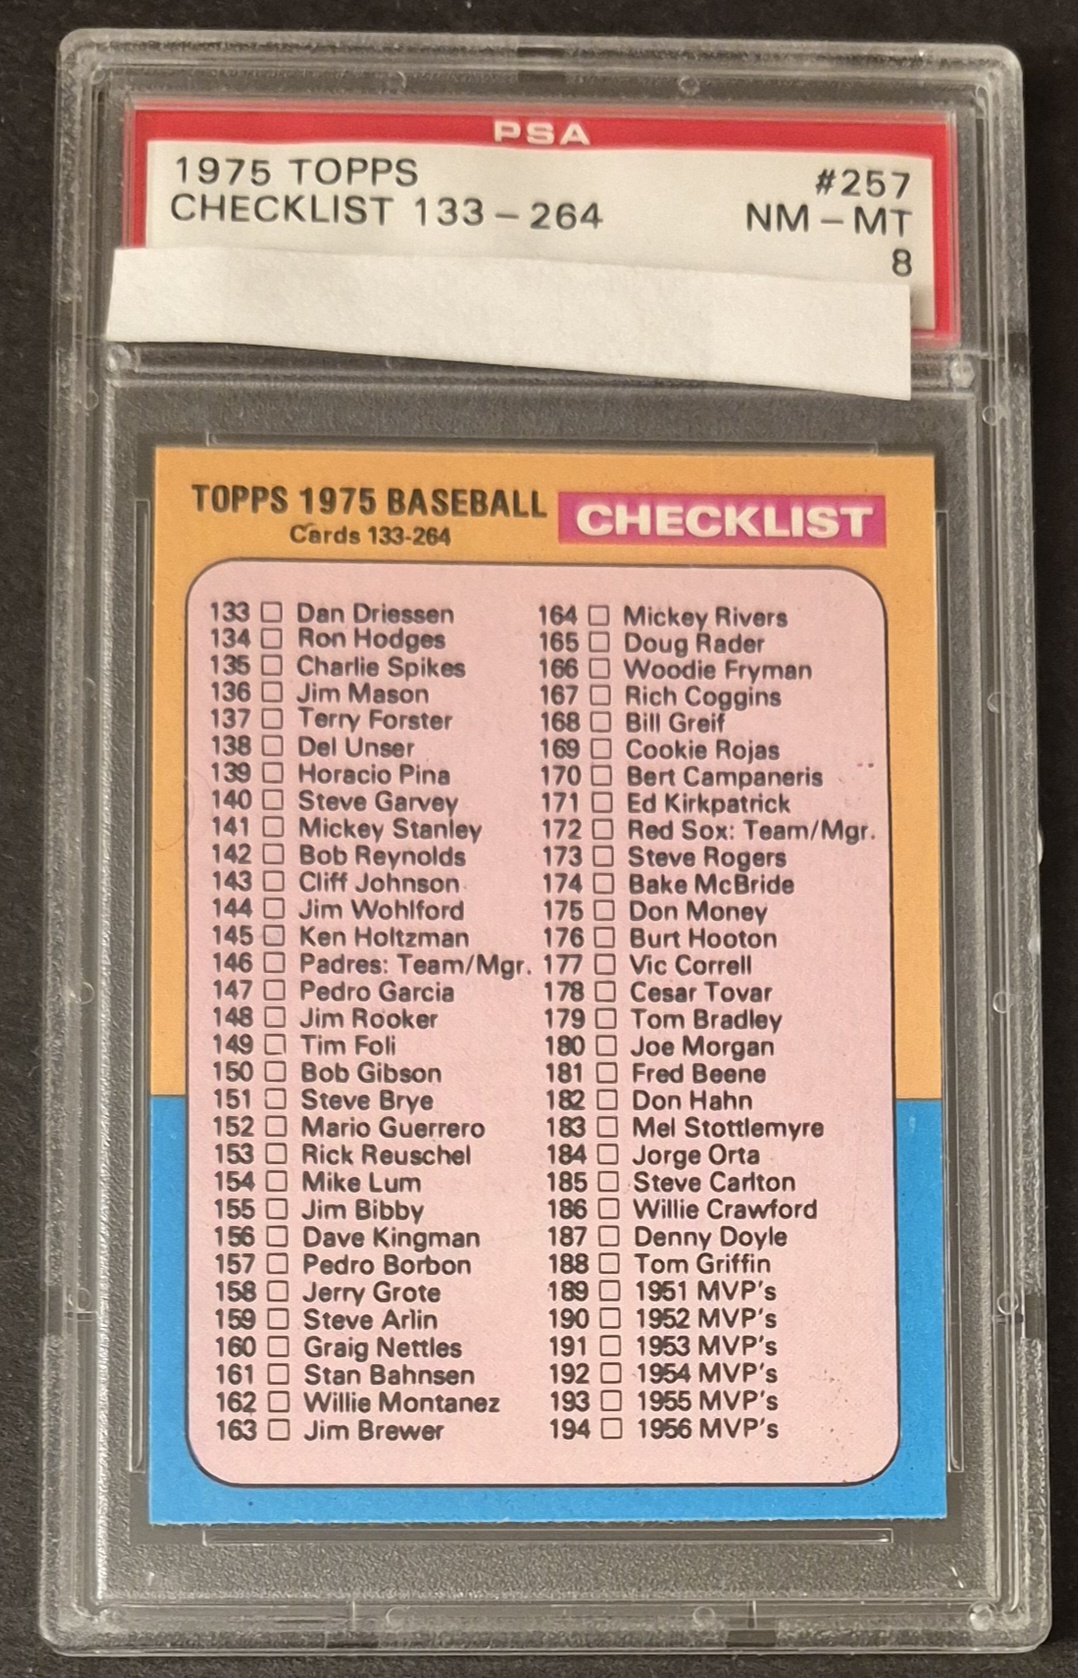 PSA
1975 TOPPS #257
CHECKLIST 133-264 NM-MT
8
TOPPS 1975 BASEBALL CHECKLIST
Cards 133-264
133 Dan Driessen
134 Ron Hodges
135 Charlie Spikes
136 Jim Mason
137 Terry Forster
138 Del Unser
139 Horacio Pina
140 Steve Garvey
141 Mickey Stanley
142 Bob Reynolds
143 Cliff Johnson
144 Jim Wohlford
145 Ken Holtzman
146 Padres: Team/Mgr.
147 Pedro Garcia
148 Jim Rooker
149 Tim Foli
150 Bob Gibson
151 Steve Brye
152 Mario Guerrero
153 Rick Reuschel
154 Mike Lum
155 Jim Bibby
156 Dave Kingman
157 Pedro Borbon
158 Jerry Grote
159 Steve Arlin
160 Graig Nettles
161 Stan Bahnsen
162 Willie Montanez
163 Jim Brewer
164 Mickey Rivers
165 Doug Rader
166 Woodie Fryman
167 Rich Coggins
168 Bill Greif
169 Cookie Rojas
170 Bert Campaneris
171 Ed Kirkpatrick
172 Red Sox: Team/Mgr.
173 Steve Rogers
174 Bake McBride
175 Don Money
176 Burt Hooton
177 Vic Correll
178 Cesar Tovar
179 Tom Bradley
180 Joe Morgan
181 Fred Beene
182 Don Hahn
183 Mel Stottlemyre
184 Jorge Orta
185 Steve Carlton
186 Willie Crawford
187 Denny Doyle
188 Tom Griffin
189 1951 MVP's
190 1952 MVP's
191 1953 MVP's
192 1954 MVP's
193 1955 MVP's
194 1956 MVP's